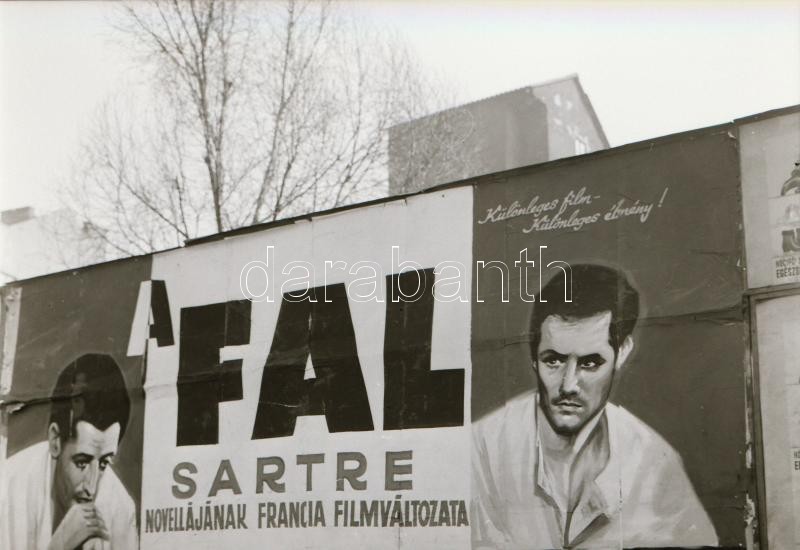 Különleges film-
Különleges élmény!
darabanth
A
FAL
SARTRE
NOVELLÁJÁNAK FRANCIA FILMVÁLTOZATA